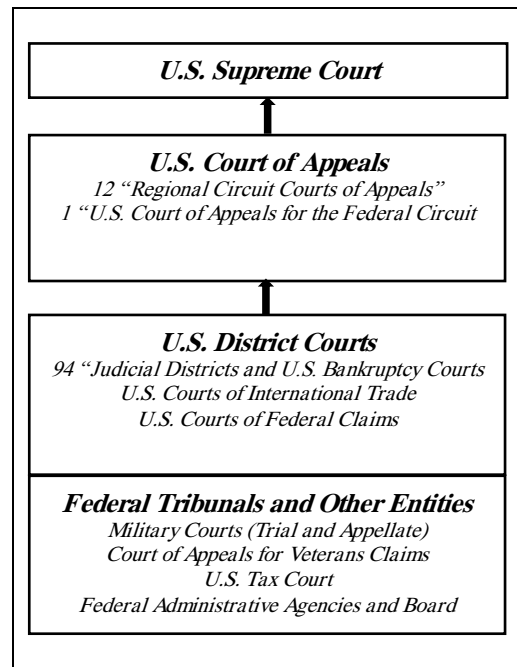 U.S. Supreme Court
U.S. Court of Appeals
12 “Regional Circuit Courts of Appeals”
1 “U.S. Court of Appeals for the Federal Circuit
U.S. District Courts
94 “Judicial Districts and U.S. Bankruptcy Courts
U.S. Courts of International Trade
U.S. Courts of Federal Claims
Federal Tribunals and Other Entities
Military Courts (Trial and Appellate)
Court of Appeals for Veterans Claims
U.S. Tax Court
Federal Administrative Agencies and Board